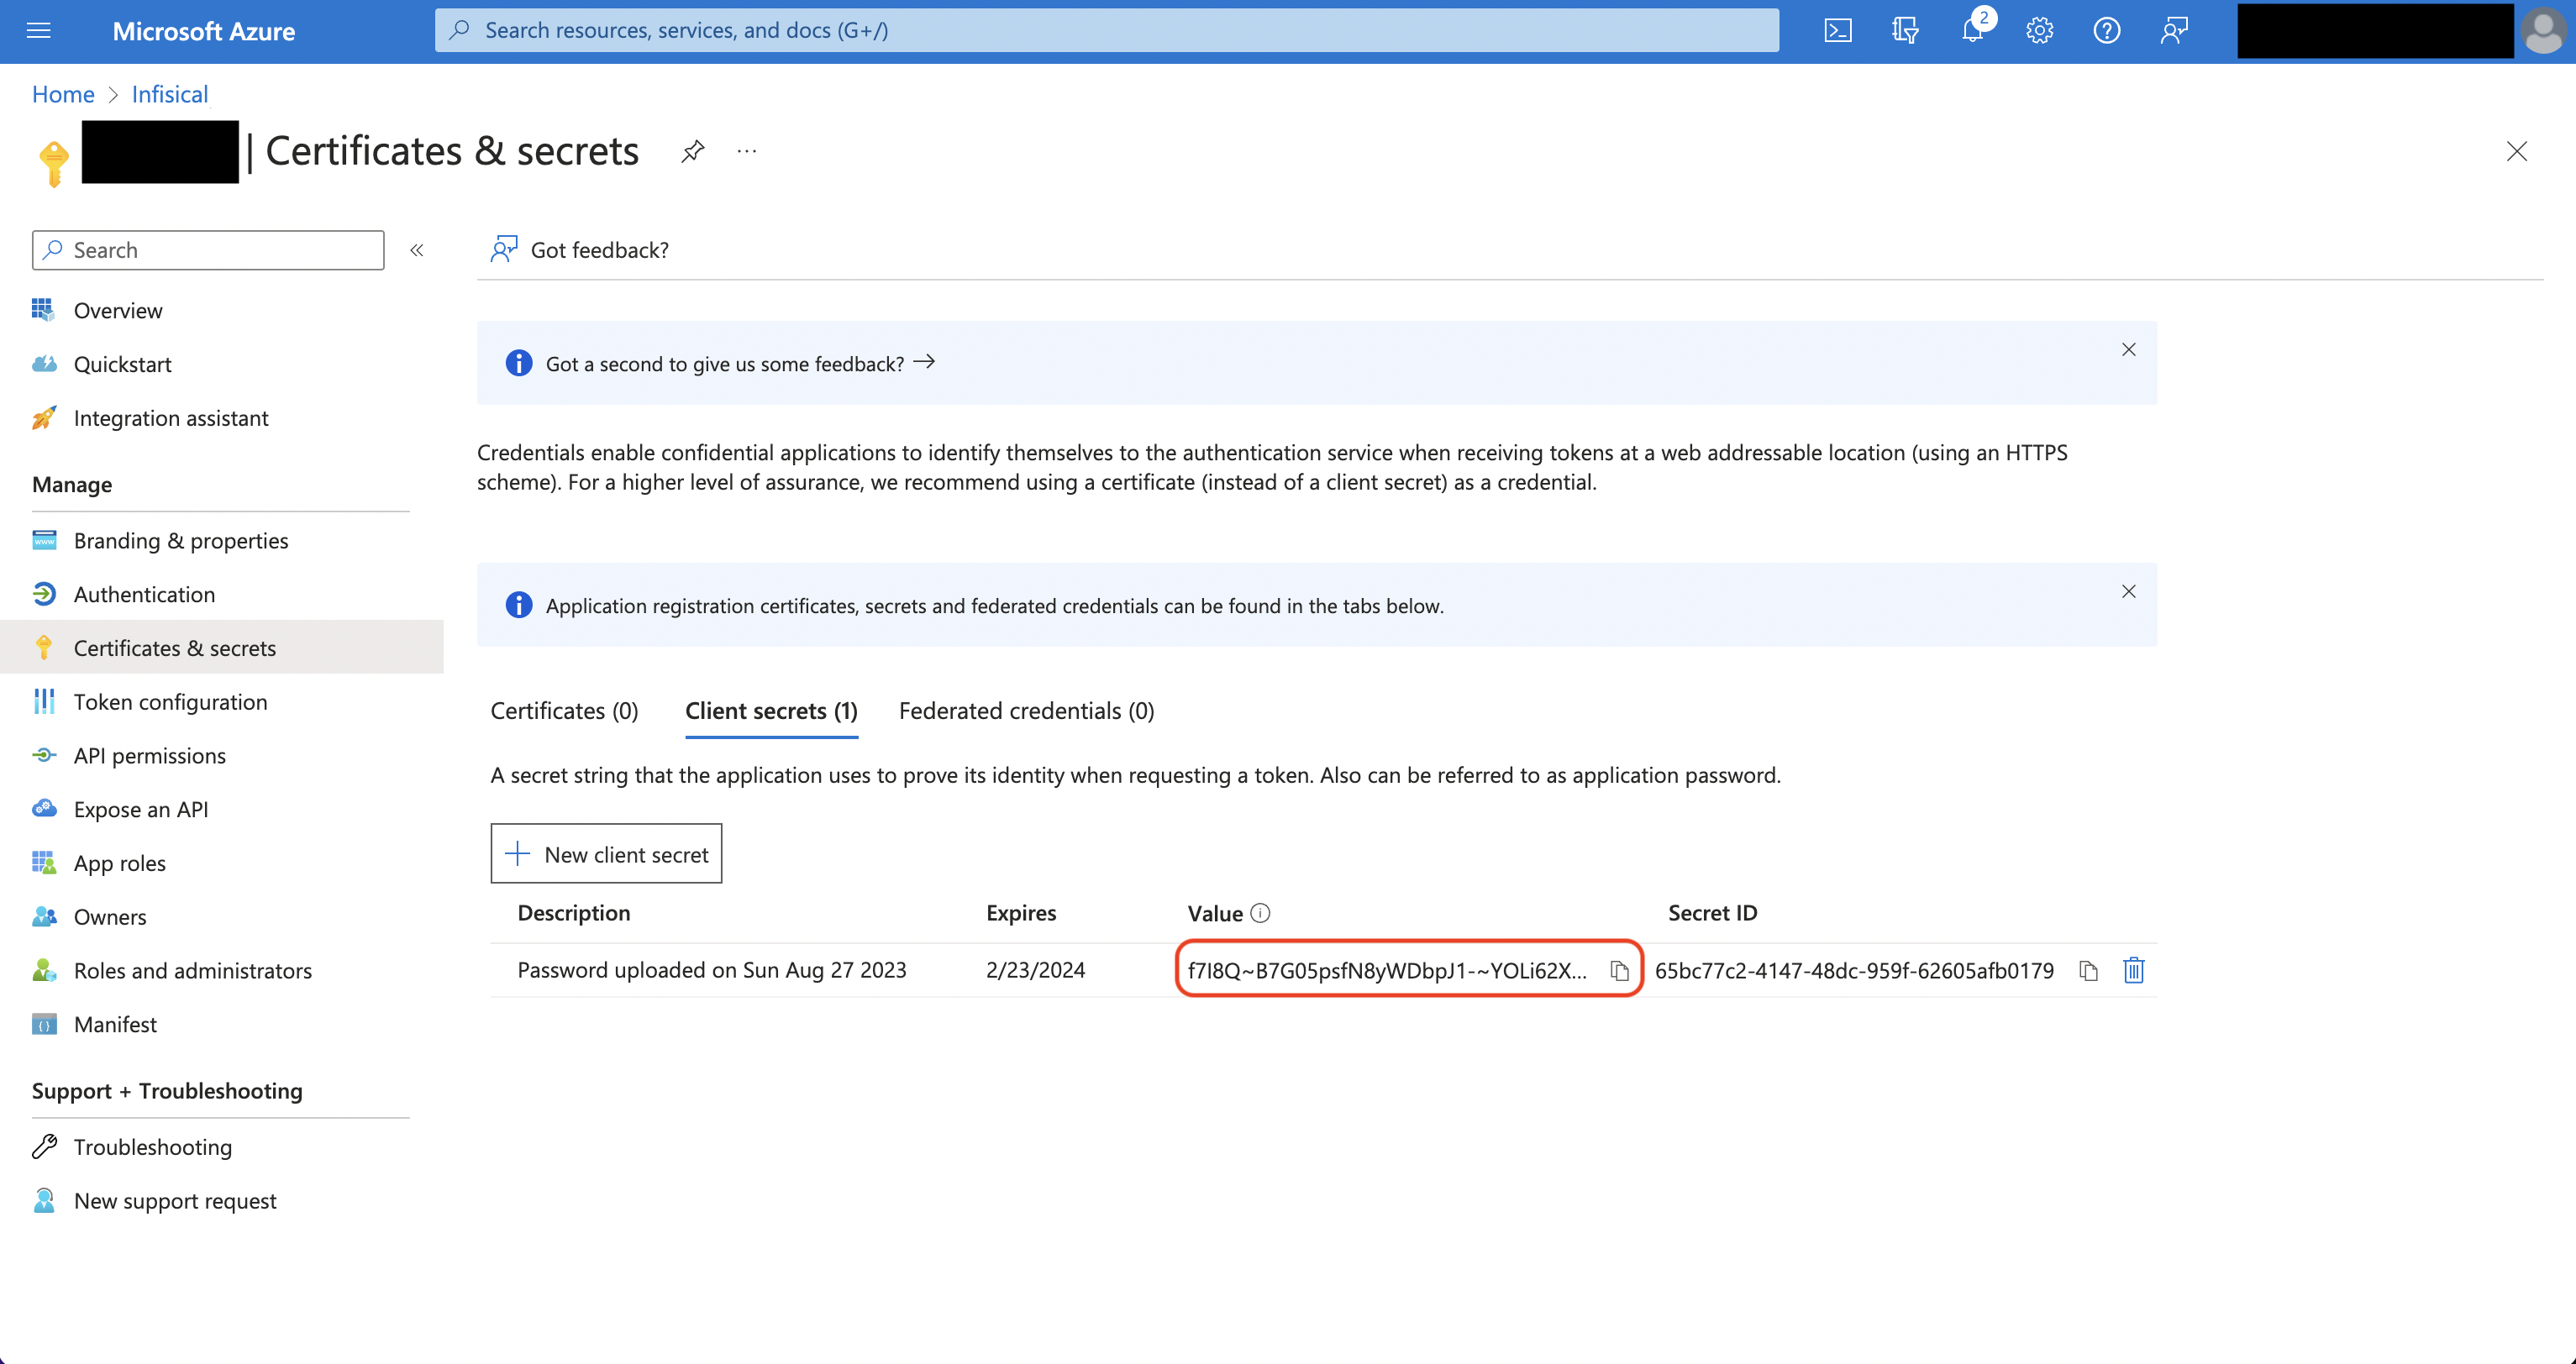 Microsoft Azure
Search resources, services, and docs (G+/)
2
Home > Infisical
| Certificates & secrets
Search
Overview
Quickstart
Integration assistant
Manage
Branding & properties
Authentication
Certificates & secrets
Token configuration
API permissions
Expose an API
App roles
Owners
Roles and administrators
Manifest
Support + Troubleshooting
Troubleshooting
New support request
Got feedback?
Got a second to give us some feedback?
Credentials enable confidential applications to identify themselves to the authentication service when receiving tokens at a web addressable location (using an HTTPS
scheme). For a higher level of assurance, we recommend using a certificate (instead of a client secret) as a credential.
Application registration certificates, secrets and federated credentials can be found in the tabs below.
Certificates (0) Client secrets (1) Federated credentials (0)
A secret string that the application uses to prove its identity when requesting a token. Also can be referred to as application password.
New client secret
Description Expires Value Secret ID
Password uploaded on Sun Aug 27 2023 2/23/2024 f7I8Q~B7G05psfN8yWDbpJ1-~YOLi62X... 65bc77c2-4147-48dc-959f-62605afb0179